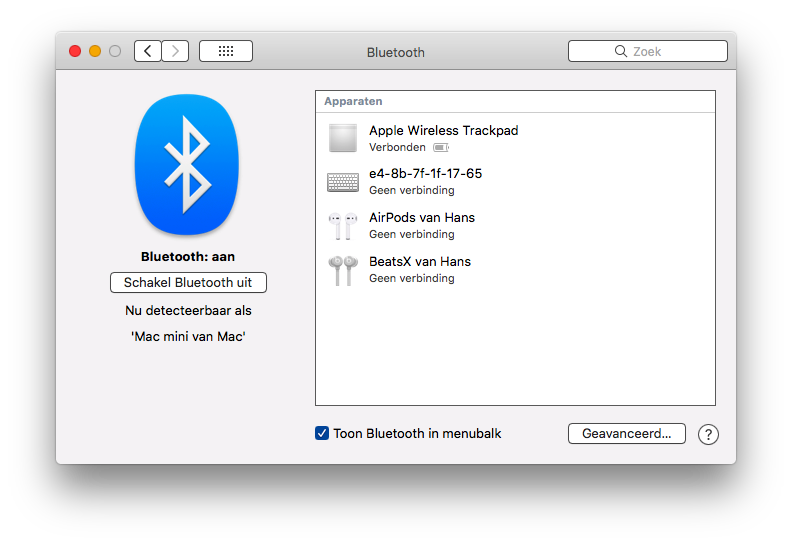 Bluetooth
Zoek
Bluetooth: aan
Schakel Bluetooth uit
Nu detecteerbaar als
'Mac mini van Mac'
Apparaten
Apple Wireless Trackpad
Verbonden
e4-8b-7f-1f-17-65
Geen verbinding
AirPods van Hans
Geen verbinding
BeatsX van Hans
Geen verbinding
Toon Bluetooth in menubalk
Geavanceerd...
?